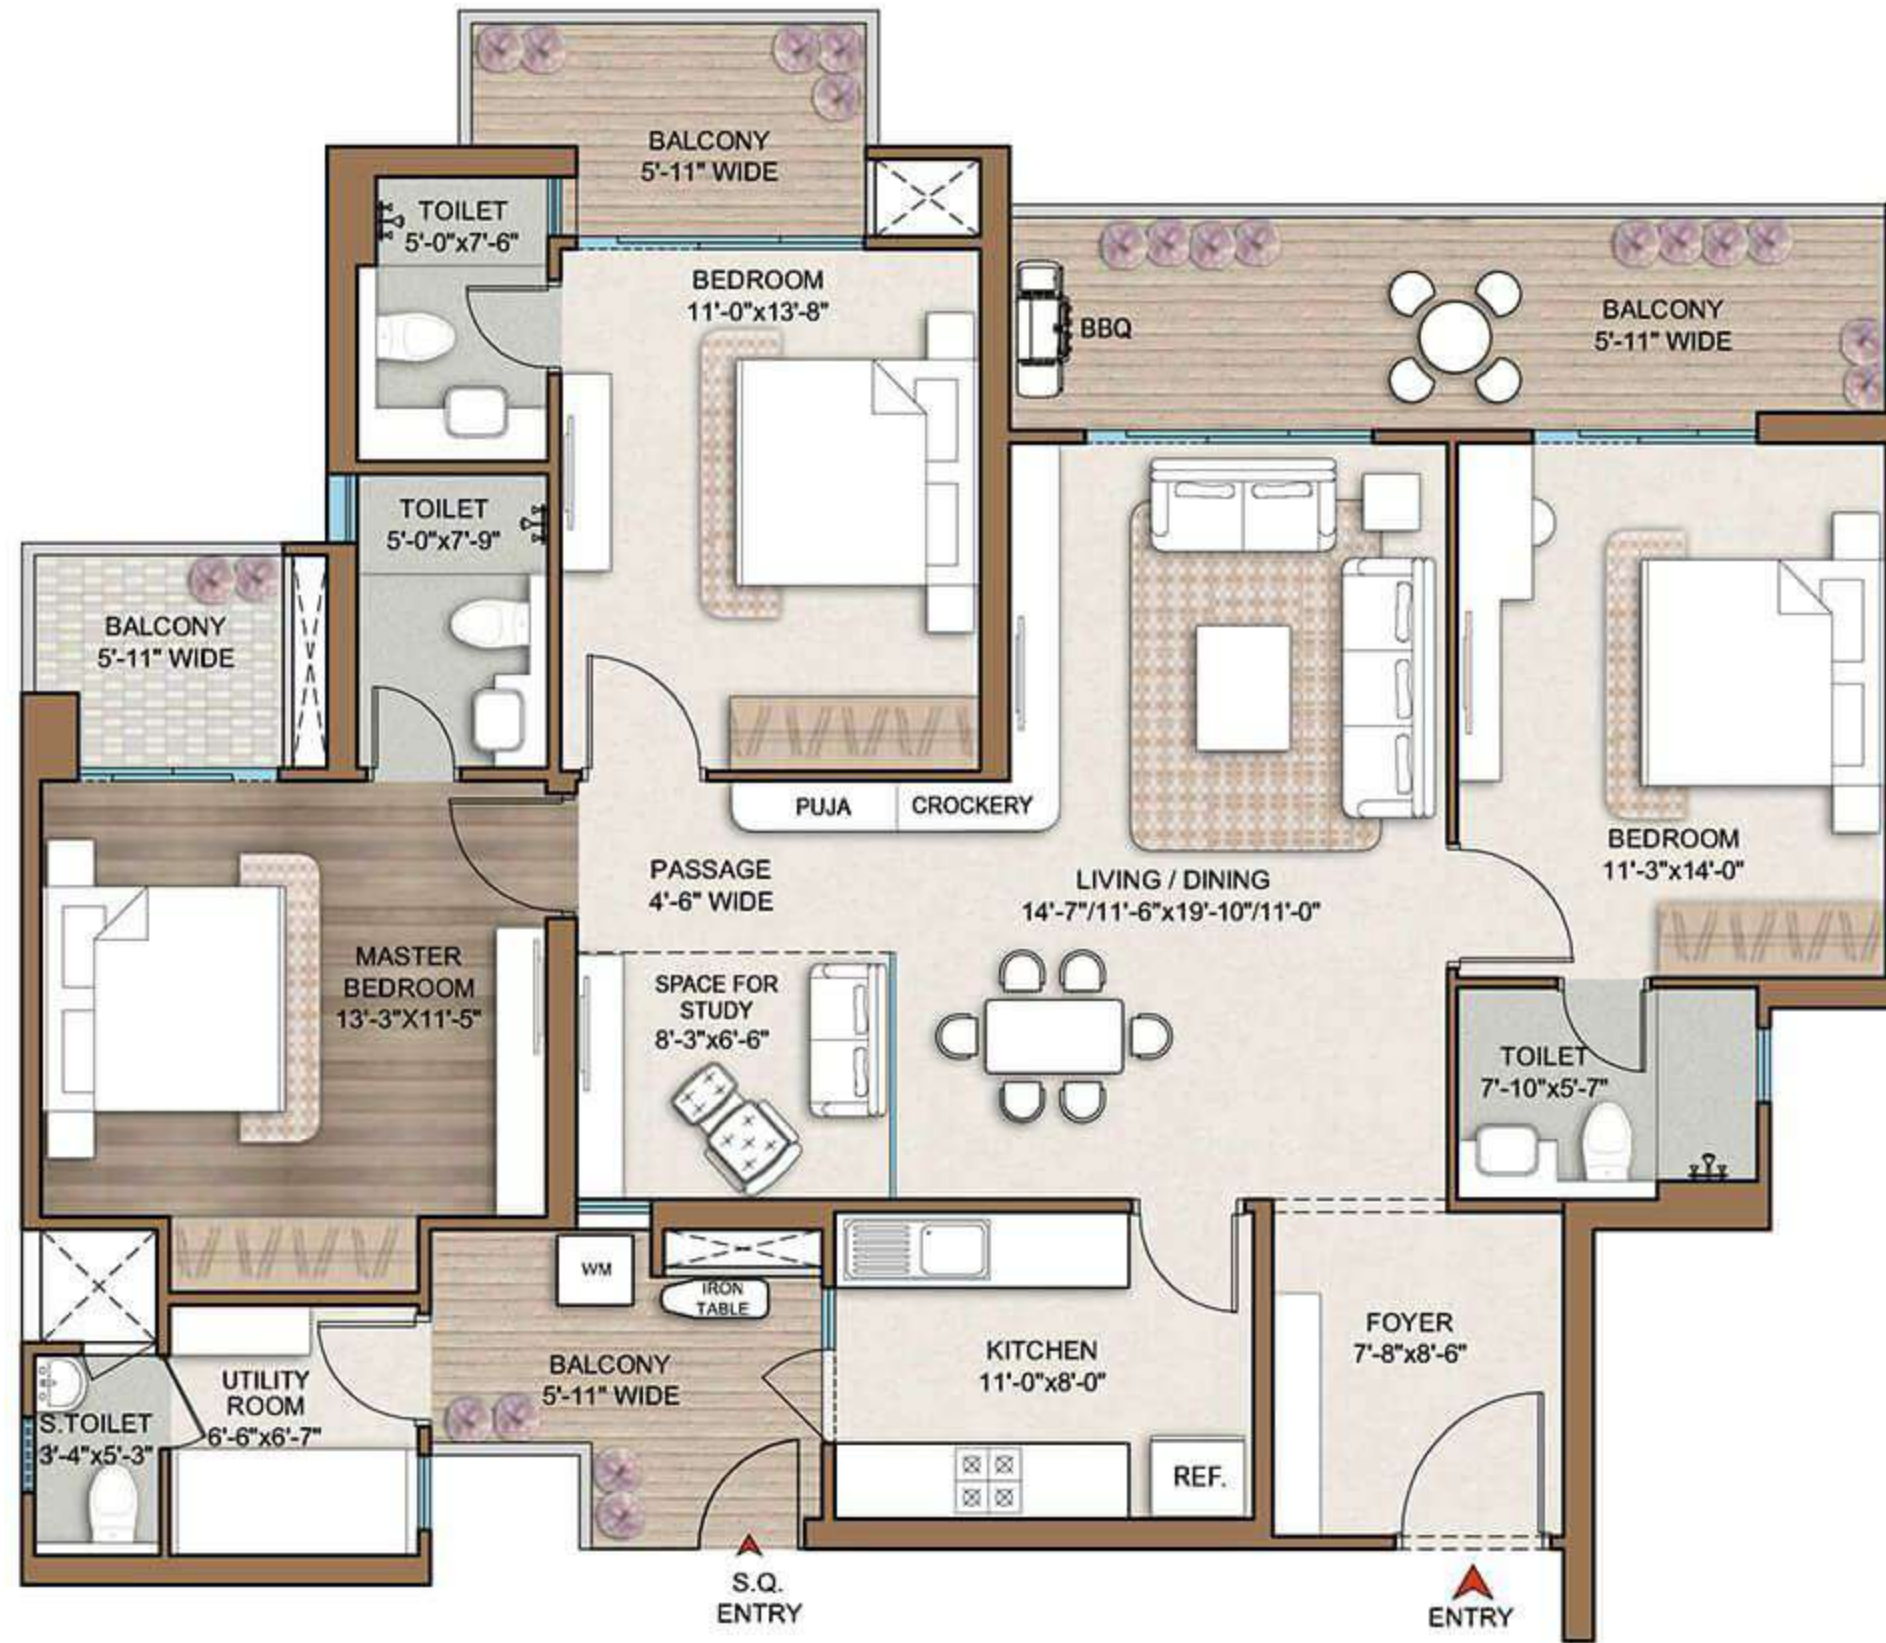 BALCONY
5'-11" WIDE
TOILET
5'-0"x7'-6"
BEDROOM
11'-0"x13'-8"
BBQ
BALCONY
5'-11" WIDE
TOILET
5'-0"x7'-9"
BALCONY
5'-11" WIDE
PUJA
CROCKERY
BEDROOM
11'-3"x14'-0"
PASSAGE
4'-6" WIDE
LIVING / DINING
14'-7"/11'-6"x19'-10"/11'-0"
MASTER
BEDROOM
13'-3"X11'-5"
SPACE FOR
STUDY
8'-3"x6'-6"
TOILET
7'-10"x5'-7"
WM
IRON
TABLE
FOYER
7'-8"x8'-6"
KITCHEN
11'-0"x8'-0"
BALCONY
5'-11" WIDE
UTILITY
ROOM
6'-6"x6'-7"
S.TOILET
3'-4"x5'-3"
REF.
S.Q.
ENTRY
ENTRY